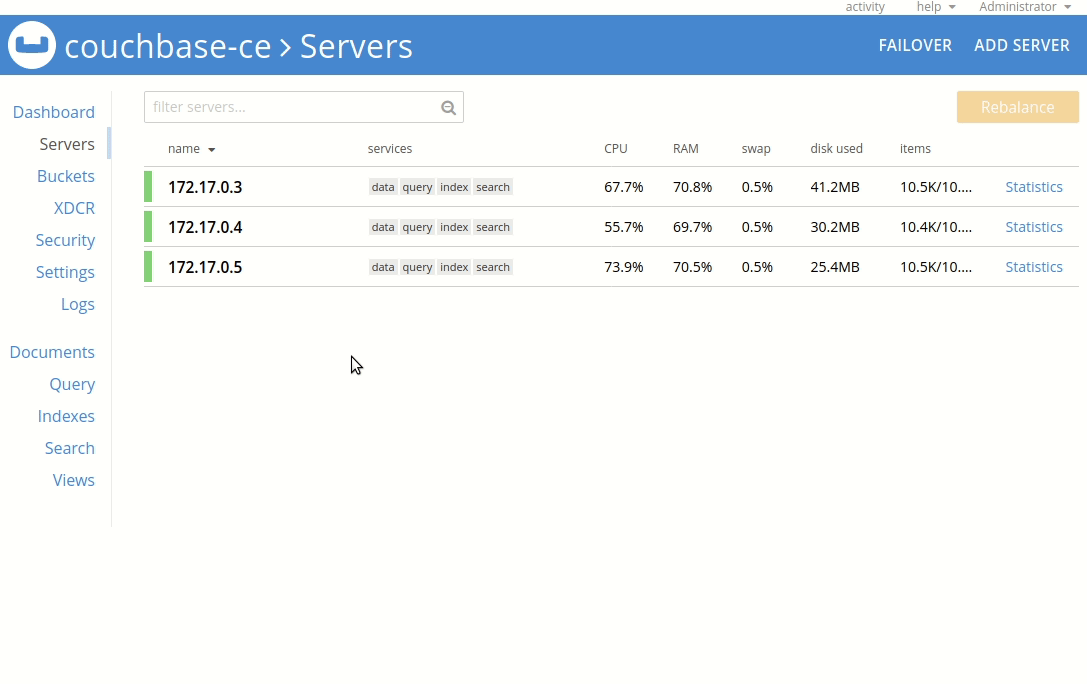 activity help Administrator
couchbase-ce > Servers FAILOVER ADD SERVER
Dashboard
Servers
Buckets
XDCR
Security
Settings
Logs
Documents
Query
Indexes
Search
Views
filter servers... Rebalance
name services CPU RAM swap disk used items
172.17.0.3 data query index search 67.7% 70.8% 0.5% 41.2MB 10.5K/10.... Statistics
172.17.0.4 data query index search 55.7% 69.7% 0.5% 30.2MB 10.4K/10.... Statistics
172.17.0.5 data query index search 73.9% 70.5% 0.5% 25.4MB 10.5K/10.... Statistics